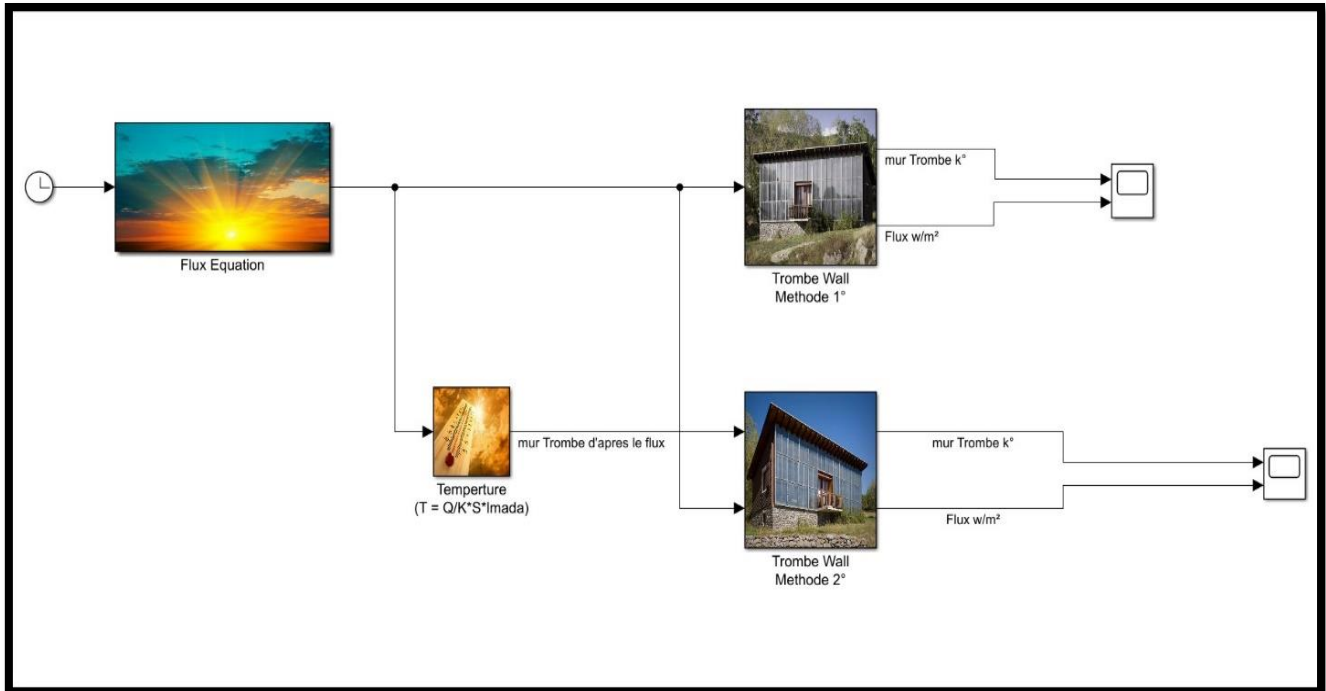 Flux Equation
mur Trombe k°
Flux w/m²
Trombe Wall
Methode 1°
mur Trombe d'apres le flux
Temperture
(T = Q/K*S*lmada)
mur Trombe k°
Flux w/m²
Trombe Wall
Methode 2°